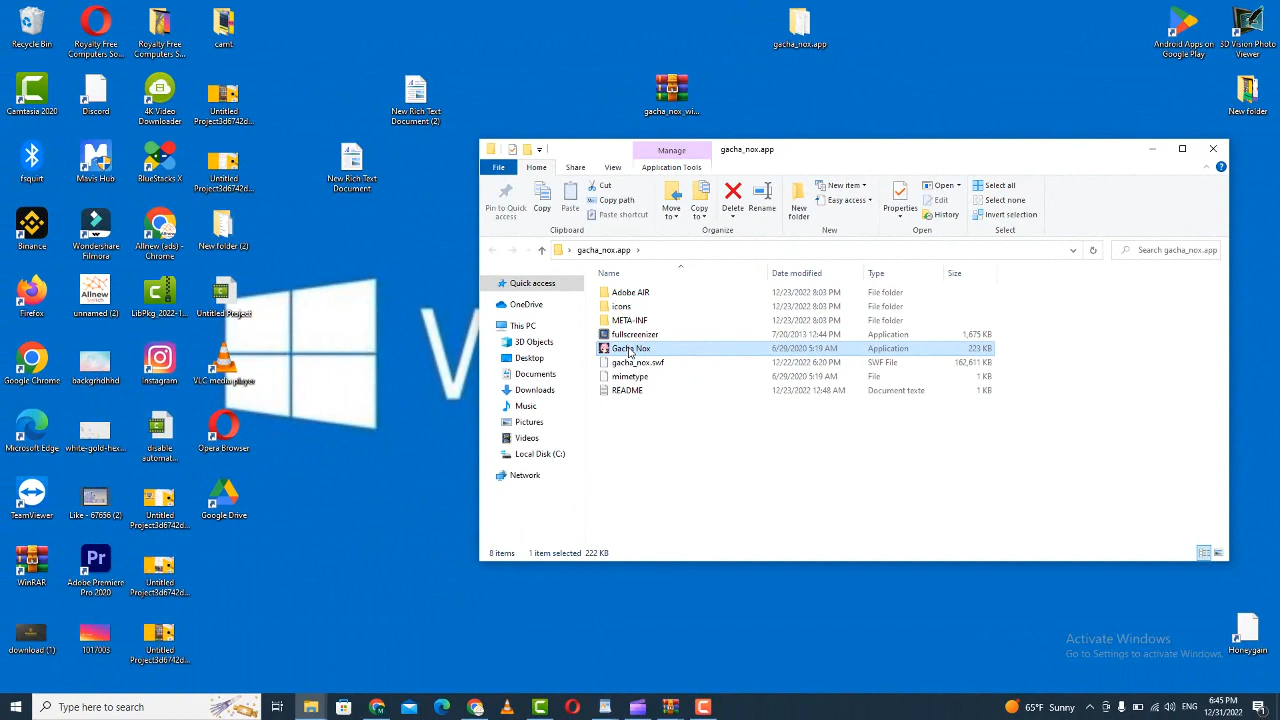 Recycle Bin
Royalty Free
Computers So...
Royalty Free
Computers So...
camt
gacha_nox.app
Android Apps on
Google Play
3D Vision Photo
Viewer
Camtasia 2020
Discord
4K Video
Downloader
Untitled
Project3d6742d...
New Rich Text
Document (2)
gacha_nox_wi...
New folder
fsquirt
Mavis Hub
BlueStacks X
Untitled
Project3d6742d...
New Rich Text
Document
Manage
gacha_nox.app
File
Home
Share
View
Application Tools
Pin to Quick
access
Copy
Paste
Cut
Copy path
Paste shortcut
Clipboard
Move
to
Copy
to
Delete
Rename
Organize
New
folder
New item
Easy access
New
Properties
Open
Edit
History
Open
Select all
Select none
Invert selection
Select
Binance
Wondershare
Filmora
Allnew (ads) -
Chrome
New folder (2)
gacha_nox.app
Search gacha_nox.app
Name
Date modified
Type
Size
Quick access
OneDrive
This PC
3D Objects
Desktop
Documents
Downloads
Music
Pictures
Videos
Local Disk (C:)
Network
Adobe AIR 12/23/2022 8:03 PM File folder
icons 12/23/2022 8:03 PM File folder
META-INF 12/23/2022 8:03 PM File folder
fullscreenizer 7/20/2013 12:44 PM Application 1,675 KB
Gacha Nox 6/29/2020 5:19 AM Application 223 KB
gacha_nox.swf 12/22/2022 6:20 PM SWF File 162,611 KB
mimetype 6/29/2020 5:19 AM File 1 KB
README 12/23/2022 12:48 AM Document texte 1 KB
8 items 1 item selected 222 KB
Firefox
Allnew
unnamed (2)
LibPkg_2022-1...
Untitled Project
Google Chrome
backgrndhhd
Instagram
VLC media player
Microsoft Edge
white-gold-hex...
disable
automat...
Opera Browser
TeamViewer
Like - 67656 (2)
Untitled
Project3d6742d...
Google Drive
WinRAR
Pr
Adobe Premiere
Pro 2020
Untitled
Project3d6742d...
download (1)
1017003
Untitled
Project3d6742d...
Activate Windows
Go to Settings to activate Windows.
Honeygain
Type here to search
65°F Sunny
ENG
6:45 PM
12/31/2022